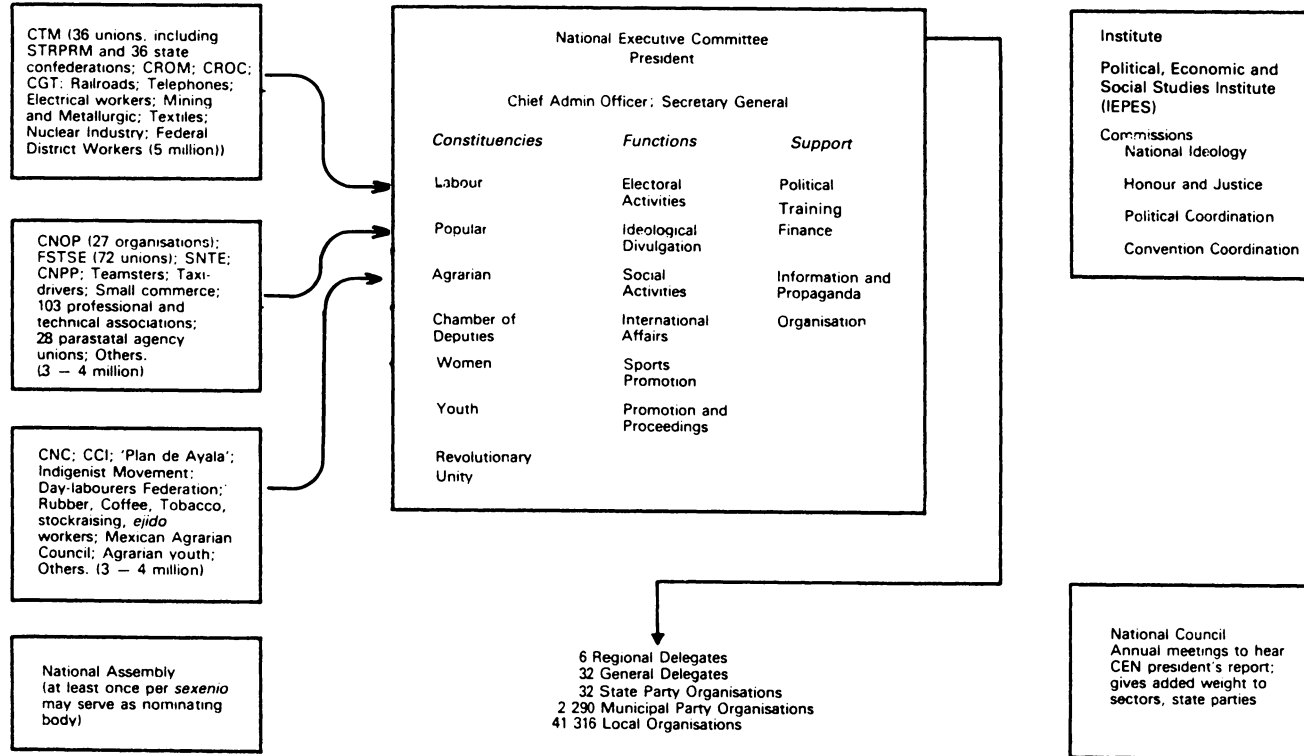 CTM (36 unions. including
STRPRM and 36 state
confederations; CROM; CROC;
CGT: Railroads; Telephones;
Electrical workers; Mining
and Metallurgic; Textiles;
Nuclear Industry; Federal
District Workers (5 million))
CNOP (27 organisations);
FSTSE (72 unions); SNTE;
CNPP; Teamsters; Taxi-
drivers; Small commerce;
103 professional and
technical associations;
28 parastatal agency
unions; Others.
(3 — 4 million)
CNC; CCI; 'Plan de Ayala';
Indigenist Movement;
Day-labourers Federation;
Rubber, Coffee, Tobacco,
stockraising, ejido
workers; Mexican Agrarian
Council; Agrarian youth;
Others. (3 — 4 million)
National Assembly
(at least once per sexenio
may serve as nominating
body)
National Executive Committee
President
Chief Admin Officer; Secretary General
Constituencies
Labour
Popular
Agrarian
Chamber of
Deputies
Women
Youth
Revolutionary
Unity
Functions
Electoral
Activities
Ideological
Divulgation
Social
Activities
International
Affairs
Sports
Promotion
Promotion and
Proceedings
Support
Political
Training
Finance
Information and
Propaganda
Organisation
6 Regional Delegates
32 General Delegates
32 State Party Organisations
2 290 Municipal Party Organisations
41 316 Local Organisations
Institute
Political, Economic and
Social Studies Institute
(IEPES)
Commissions
National Ideology
Honour and Justice
Political Coordination
Convention Coordination
National Council
Annual meetings to hear
CEN president's report;
gives added weight to
sectors, state parties